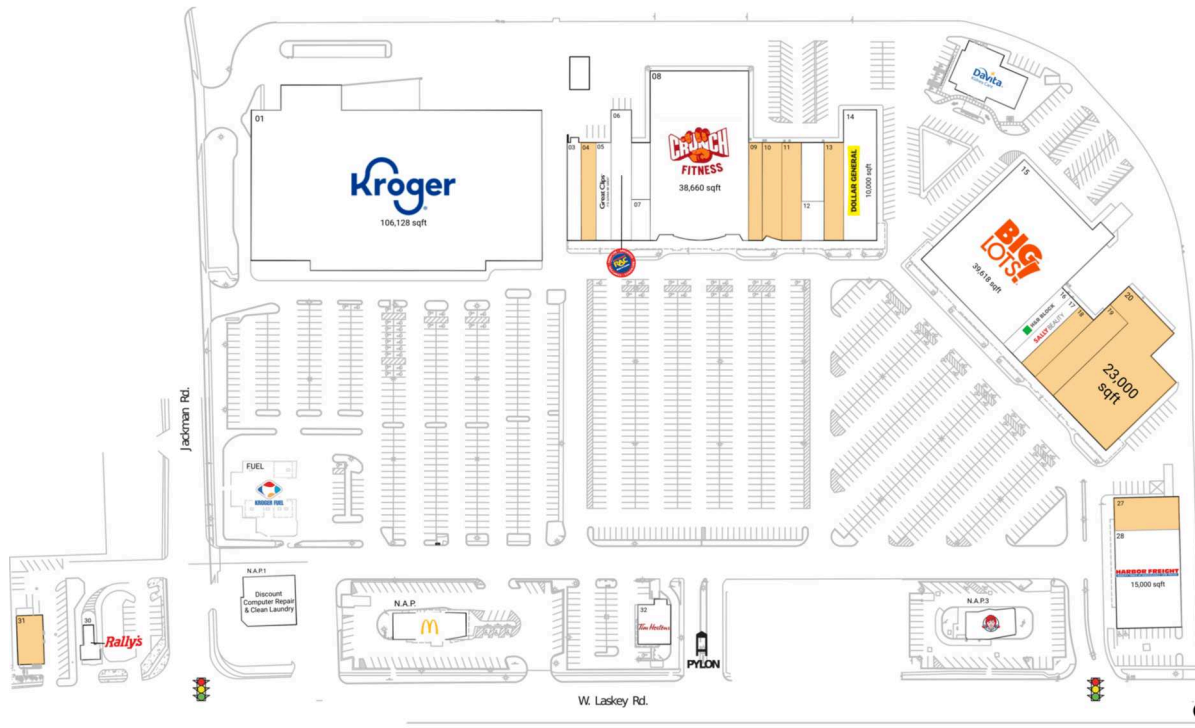 01
Kroger
106,128 sqft
03
04
05
Great Clips
06
07
08
CRUNCH
FITNESS
38,660 sqft
09
10
11
12
13
14
DOLLAR GENERAL
10,000 sqft
DaVita
15
BIG
LOTS!
39,618 sqft
16
H&R BLOCK
17
SALLY BEAUTY
18
19
20
23,000
sqft
Jackman Rd.
FUEL
KROGER FUEL
27
28
HARBOR FREIGHT
15,000 sqft
N.A.P.1
Discount
Computer Repair
& Clean Laundry
31
30
Rally's
N.A.P.
32
Tim Hortons
PYLON
N.A.P.3
W. Laskey Rd.